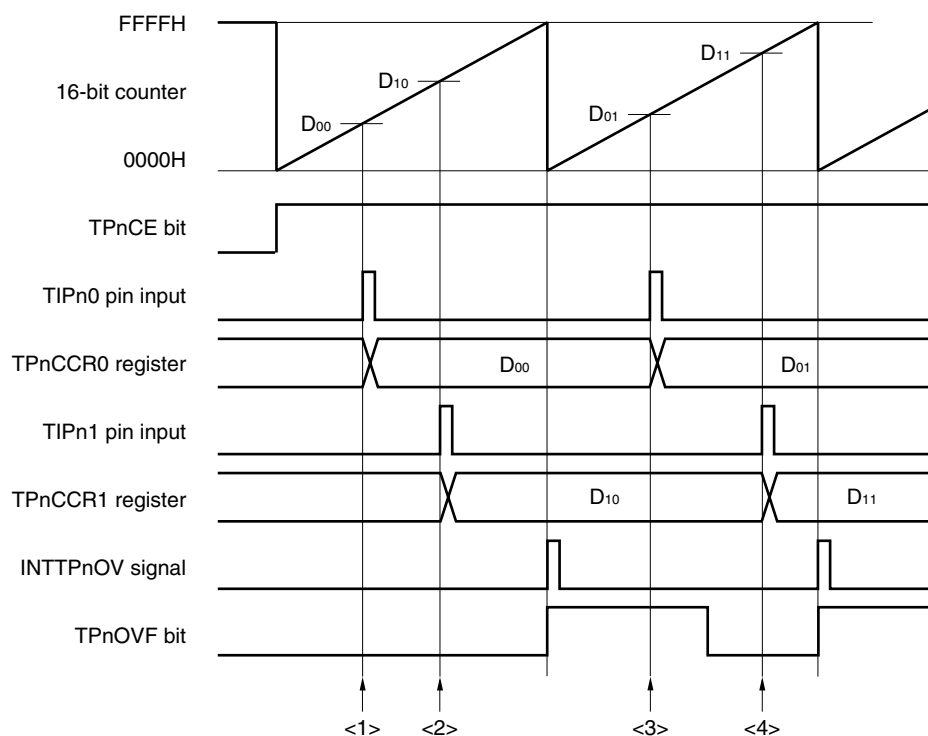 FFFFH
D11
D10
16-bit counter
D01
D00
0000H
TPnCE bit
TIPn0 pin input
TPnCCR0 register
D00
D01
TIPn1 pin input
TPnCCR1 register
D10
D11
INTTPnOV signal
TPnOVF bit
<1>
<2>
<3>
<4>